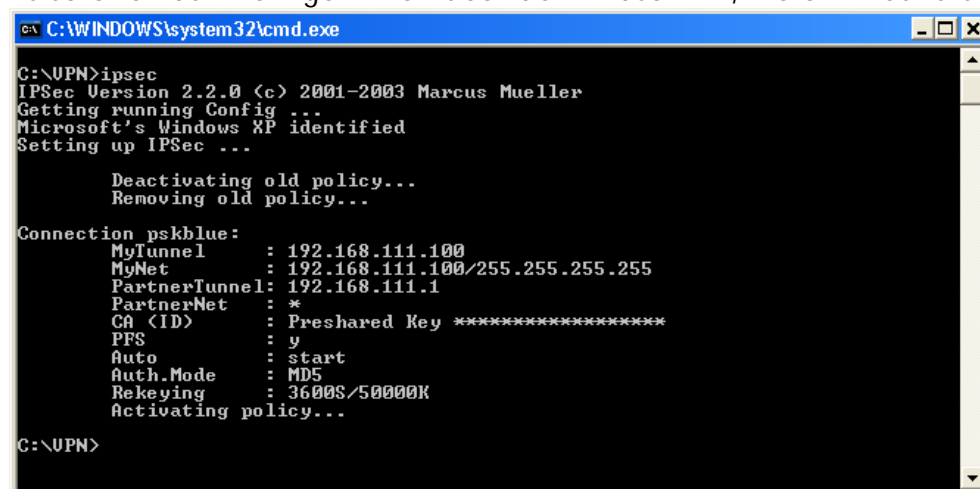 C:\WINDOWS\system32\cmd.exe
C:\VPN>ipsec
IPSec Version 2.2.0 (c) 2001-2003 Marcus Mueller
Getting running Config ...
Microsoft's Windows XP identified
Setting up IPSec ...
Deactivating old policy...
Removing old policy...
Connection pskblue:
MyTunnel : 192.168.111.100
MyNet : 192.168.111.100/255.255.255.255
PartnerTunnel: 192.168.111.1
PartnerNet : *
CA (ID) : Preshared Key ******************
PFS : y
Auto : start
Auth.Mode : MD5
Rekeying : 3600S/50000K
Activating policy...
C:\VPN>